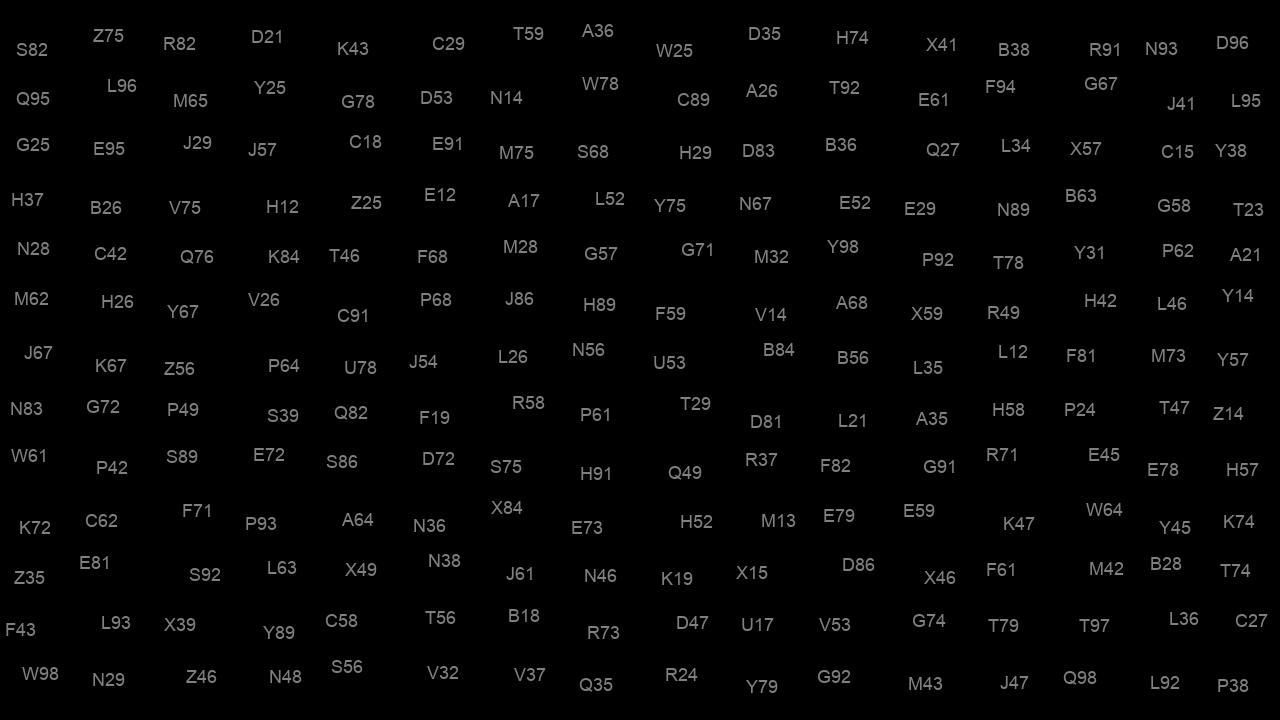 S82 Z75 R82 D21 K43 C29 T59 A36 W25 D35 H74 X41 B38 R91 N93 D96
Q95 L96 M65 Y25 G78 D53 N14 W78 C89 A26 T92 E61 F94 G67 J41 L95
G25 E95 J29 J57 C18 E91 M75 S68 H29 D83 B36 Q27 L34 X57 C15 Y38
H37 B26 V75 H12 Z25 E12 A17 L52 Y75 N67 E52 E29 N89 B63 G58 T23
N28 C42 Q76 K84 T46 F68 M28 G57 G71 M32 Y98 P92 T78 Y31 P62 A21
M62 H26 Y67 V26 C91 P68 J86 H89 F59 V14 A68 X59 R49 H42 L46 Y14
J67 K67 Z56 P64 U78 J54 L26 N56 U53 B84 B56 L35 L12 F81 M73 Y57
N83 G72 P49 S39 Q82 F19 R58 P61 T29 D81 L21 A35 H58 P24 T47 Z14
W61 P42 S89 E72 S86 D72 S75 H91 Q49 R37 F82 G91 R71 E45 E78 H57
K72 C62 F71 P93 A64 N36 X84 E73 H52 M13 E79 E59 K47 W64 Y45 K74
Z35 E81 S92 L63 X49 N38 J61 N46 K19 X15 D86 X46 F61 M42 B28 T74
F43 L93 X39 Y89 C58 T56 B18 R73 D47 U17 V53 G74 T79 T97 L36 C27
W98 N29 Z46 N48 S56 V32 V37 Q35 R24 Y79 G92 M43 J47 Q98 L92 P38